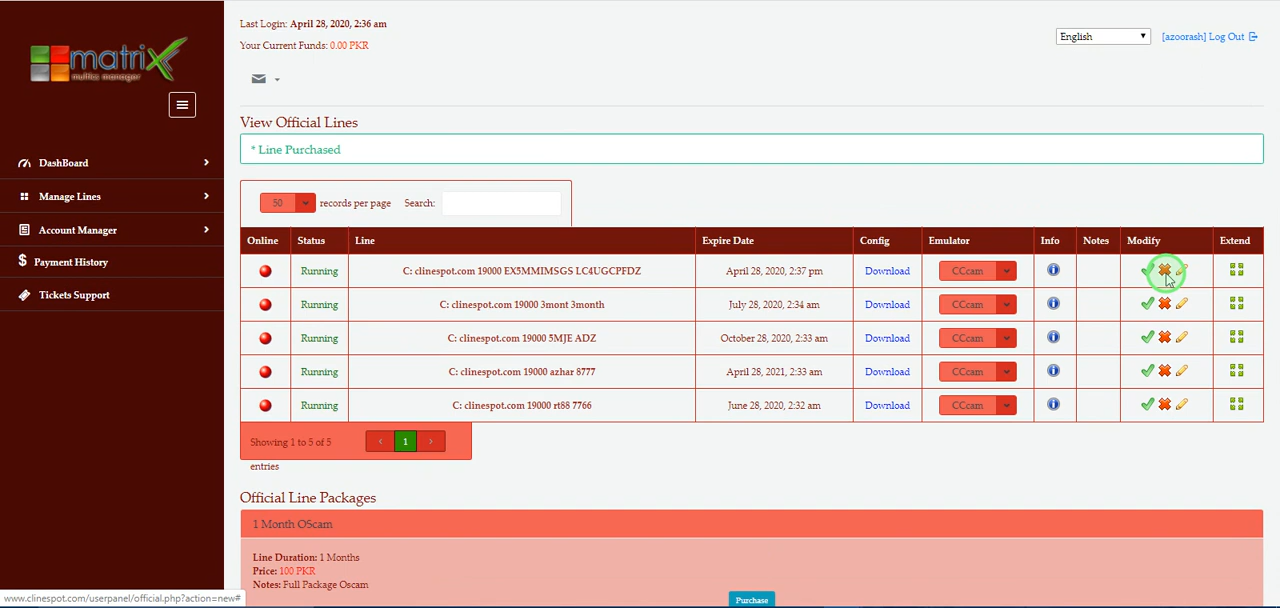 matriX
multics manager
Last Login: April 28, 2020, 2:36 am
Your Current Funds: 0.00 PKR
English
[azoorash] Log Out
DashBoard
Manage Lines
Account Manager
Payment History
Tickets Support
View Official Lines
* Line Purchased
50 records per page Search:
Online Status Line Expire Date Config Emulator Info Notes Modify Extend
Running C: clinespot.com 19000 EX5MMIMSGS LC4UGCPFDZ April 28, 2020, 2:37 pm Download CCcam
Running C: clinespot.com 19000 3mont 3month July 28, 2020, 2:34 am Download CCcam
Running C: clinespot.com 19000 5MJE ADZ October 28, 2020, 2:33 am Download CCcam
Running C: clinespot.com 19000 azhar 8777 April 28, 2021, 2:33 am Download CCcam
Running C: clinespot.com 19000 rt88 7766 June 28, 2020, 2:32 am Download CCcam
Showing 1 to 5 of 5
entries
‹ 1 ›
Official Line Packages
1 Month OScam
Line Duration: 1 Months
Price: 100 PKR
Notes: Full Package Oscam
Purchase
www.clinespot.com/userpanel/official.php?action=new#